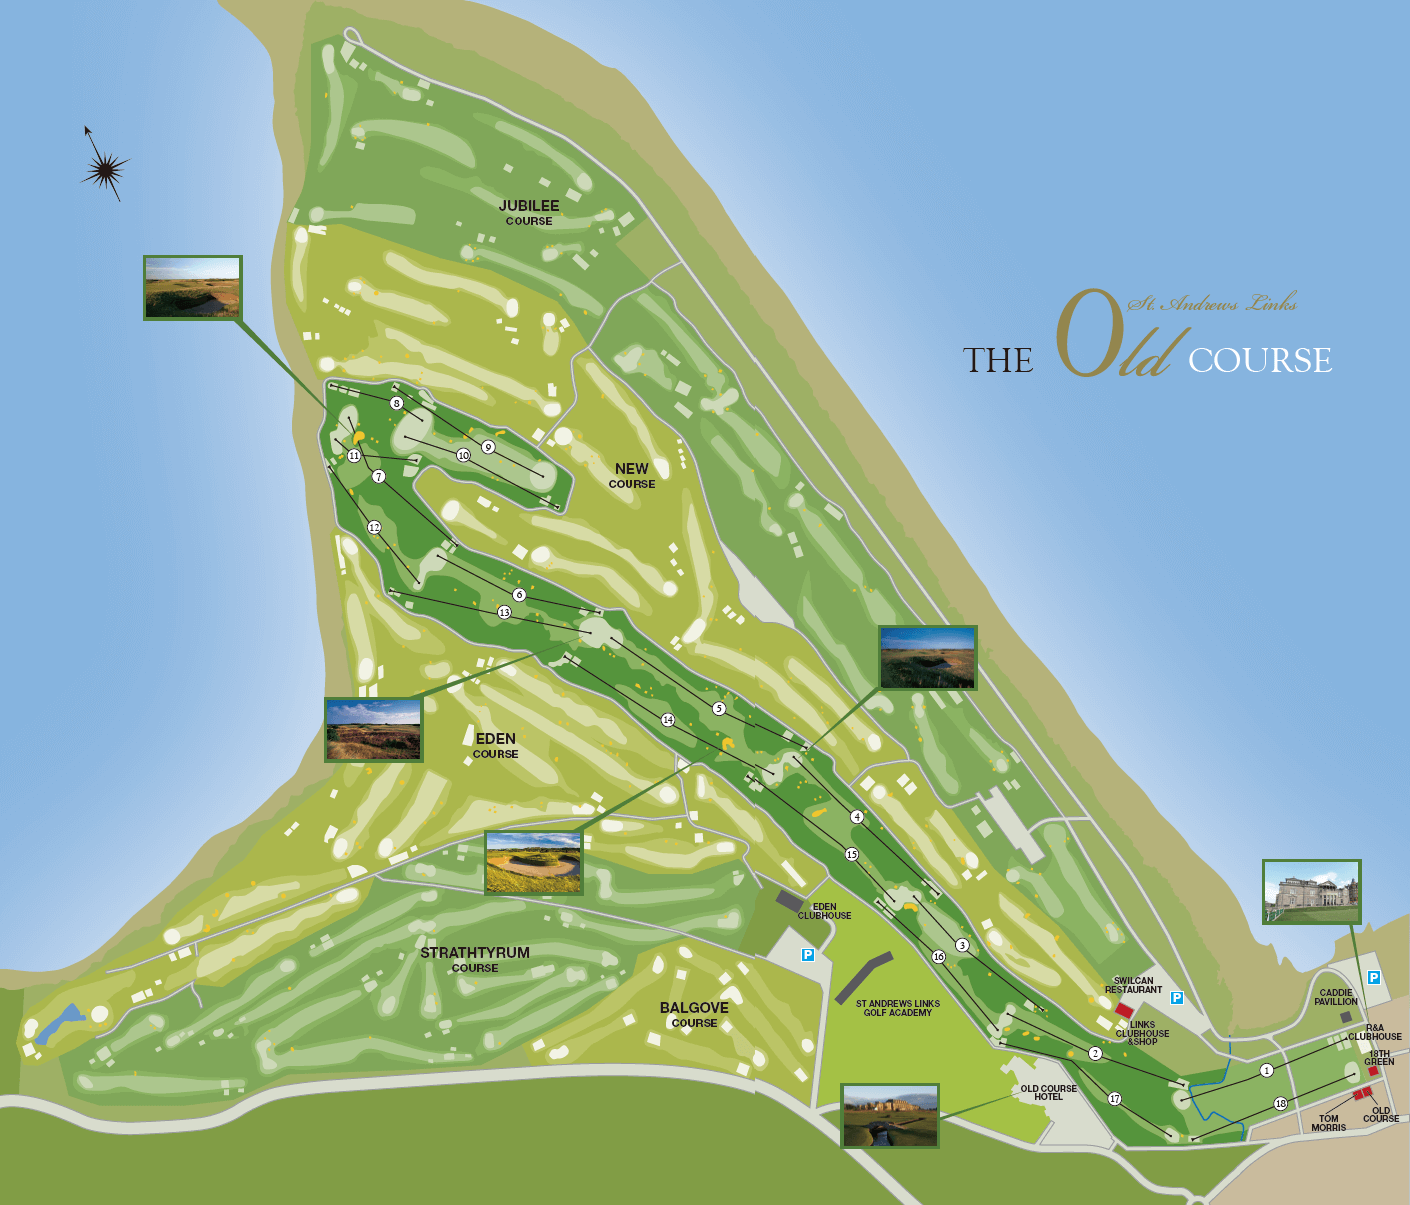 JUBILEE
COURSE
St. Andrews Links
THE Old COURSE
8
9
10
11
7
NEW
COURSE
12
6
13
5
14
EDEN
COURSE
4
15
EDEN
CLUBHOUSE
3
16
STRATHTYRUM
COURSE
P
P
SWILCAN
RESTAURANT
P
CADDIE
PAVILLION
ST ANDREWS LINKS
GOLF ACADEMY
BALGOVE
COURSE
LINKS
CLUBHOUSE
&SHOP
R&A
CLUBHOUSE
2
18TH
GREEN
1
OLD COURSE
HOTEL
17
18
TOM
MORRIS
OLD
COURSE